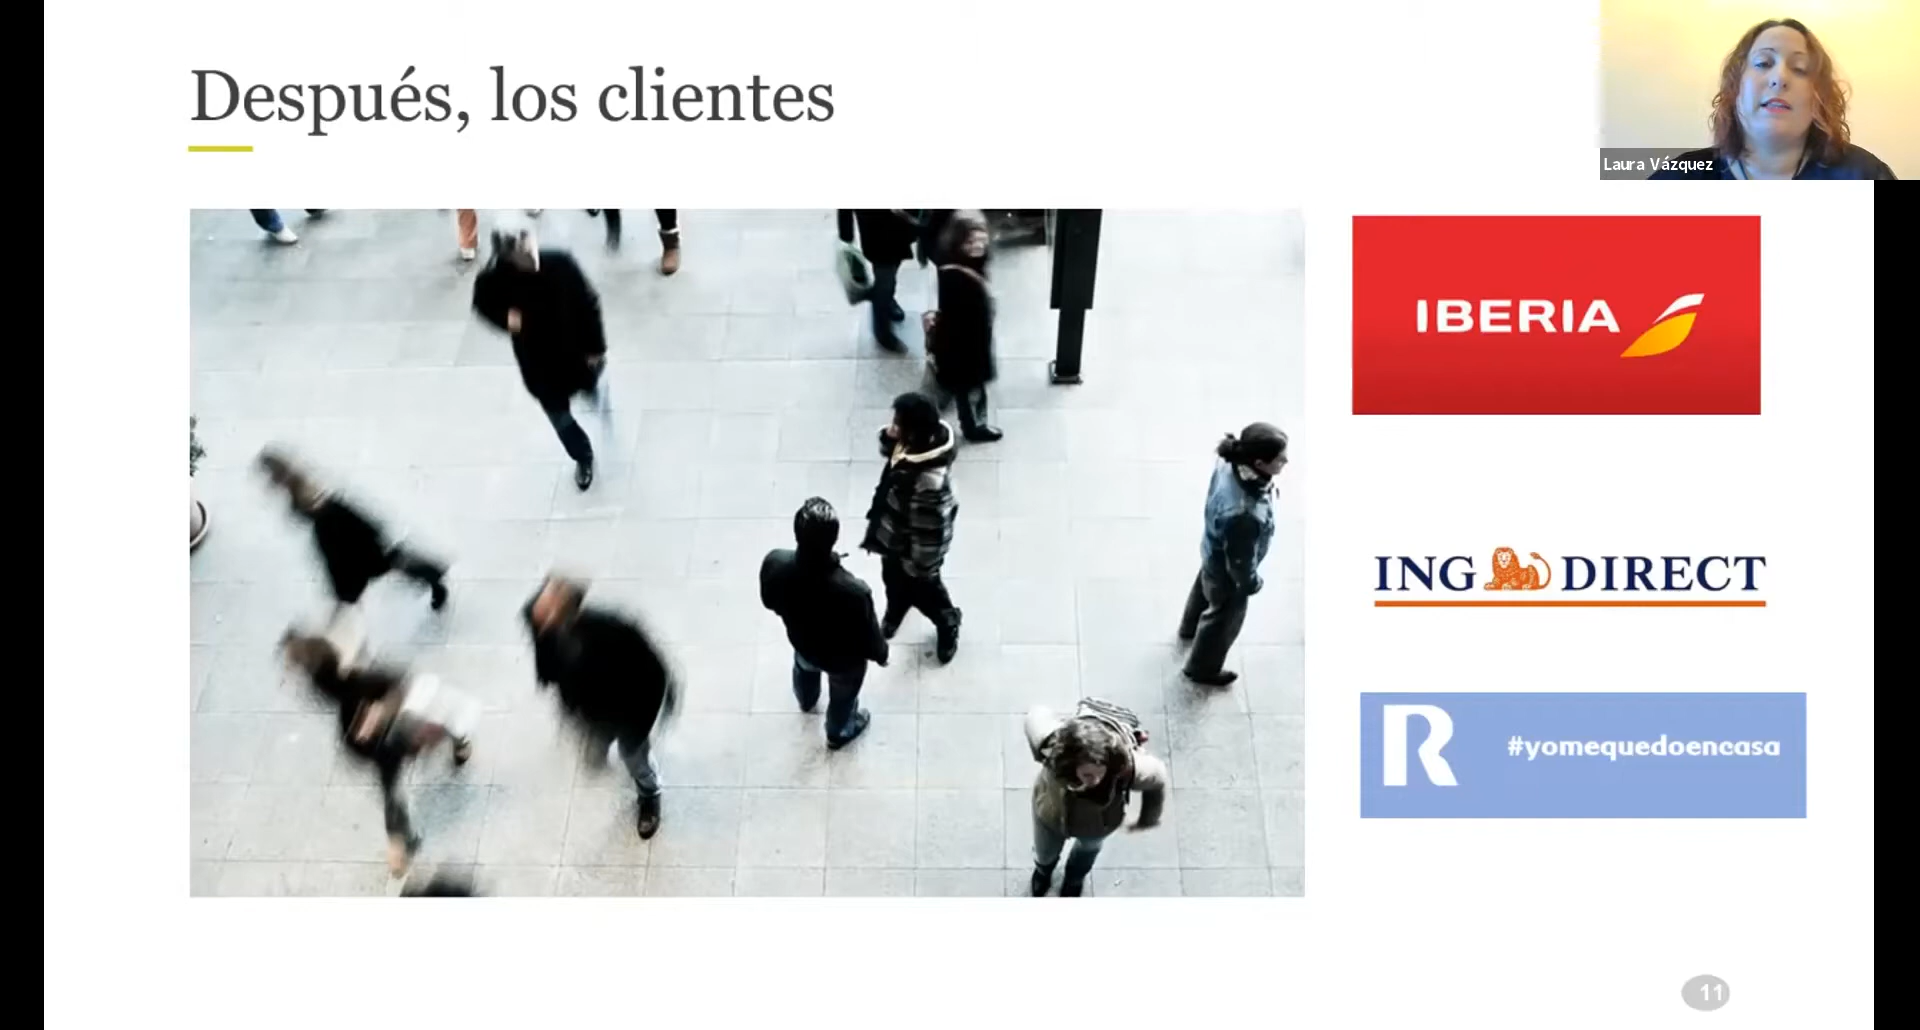 Después, los clientes
Laura Vázquez
IBERIA
ING DIRECT
R #yomequedoencasa
11